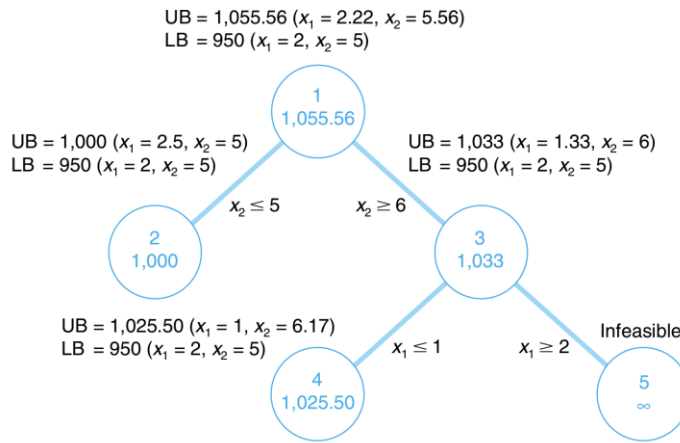 UB = 1,055.56 (x₁ = 2.22, x₂ = 5.56)
LB = 950 (x₁ = 2, x₂ = 5)
1
1,055.56
UB = 1,000 (x₁ = 2.5, x₂ = 5)
LB = 950 (x₁ = 2, x₂ = 5)
UB = 1,033 (x₁ = 1.33, x₂ = 6)
LB = 950 (x₁ = 2, x₂ = 5)
x₂ ≤ 5
x₂ ≥ 6
2
1,000
3
1,033
UB = 1,025.50 (x₁ = 1, x₂ = 6.17)
LB = 950 (x₁ = 2, x₂ = 5)
x₁ ≤ 1
x₁ ≥ 2
Infeasible
4
1,025.50
5
∞